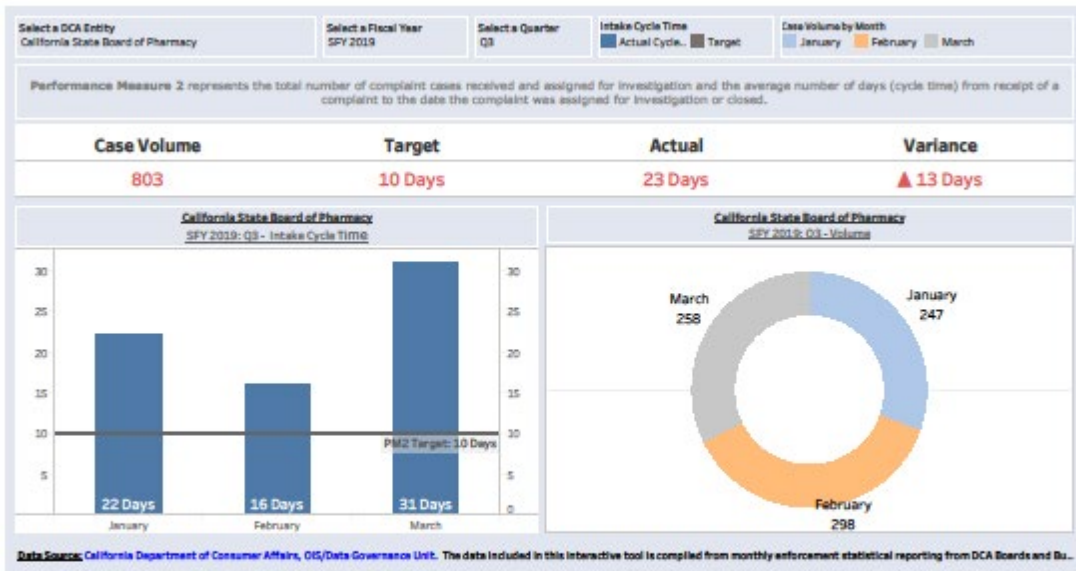 Select a DCA Entity
California State Board of Pharmacy
Select a Fiscal Year
SFY 2019
Select a Quarter
Q3
Intake Cycle Time
Actual Cycle.. Target
Case Volume by Month
January February March
Performance Measure 2 represents the total number of complaint cases received and assigned for investigation and the average number of days (cycle time) from receipt of a
complaint to the date the complaint was assigned for investigation or closed.
Case Volume Target Actual Variance
803 10 Days 23 Days ▲ 13 Days
California State Board of Pharmacy
SFY 2019: Q3 - Intake Cycle Time
30 30
25 25
20 20
15 15
10 10
PM2 Target: 10 Days
5 5
0
22 Days 16 Days 31 Days
January February March
California State Board of Pharmacy
SFY 2019: Q3 - Volume
March
258
January
247
February
298
Data Source: California Department of Consumer Affairs, OIS/Data Governance Unit. The data included in this interactive tool is compiled from monthly enforcement statistical reporting from DCA Boards and Bu...